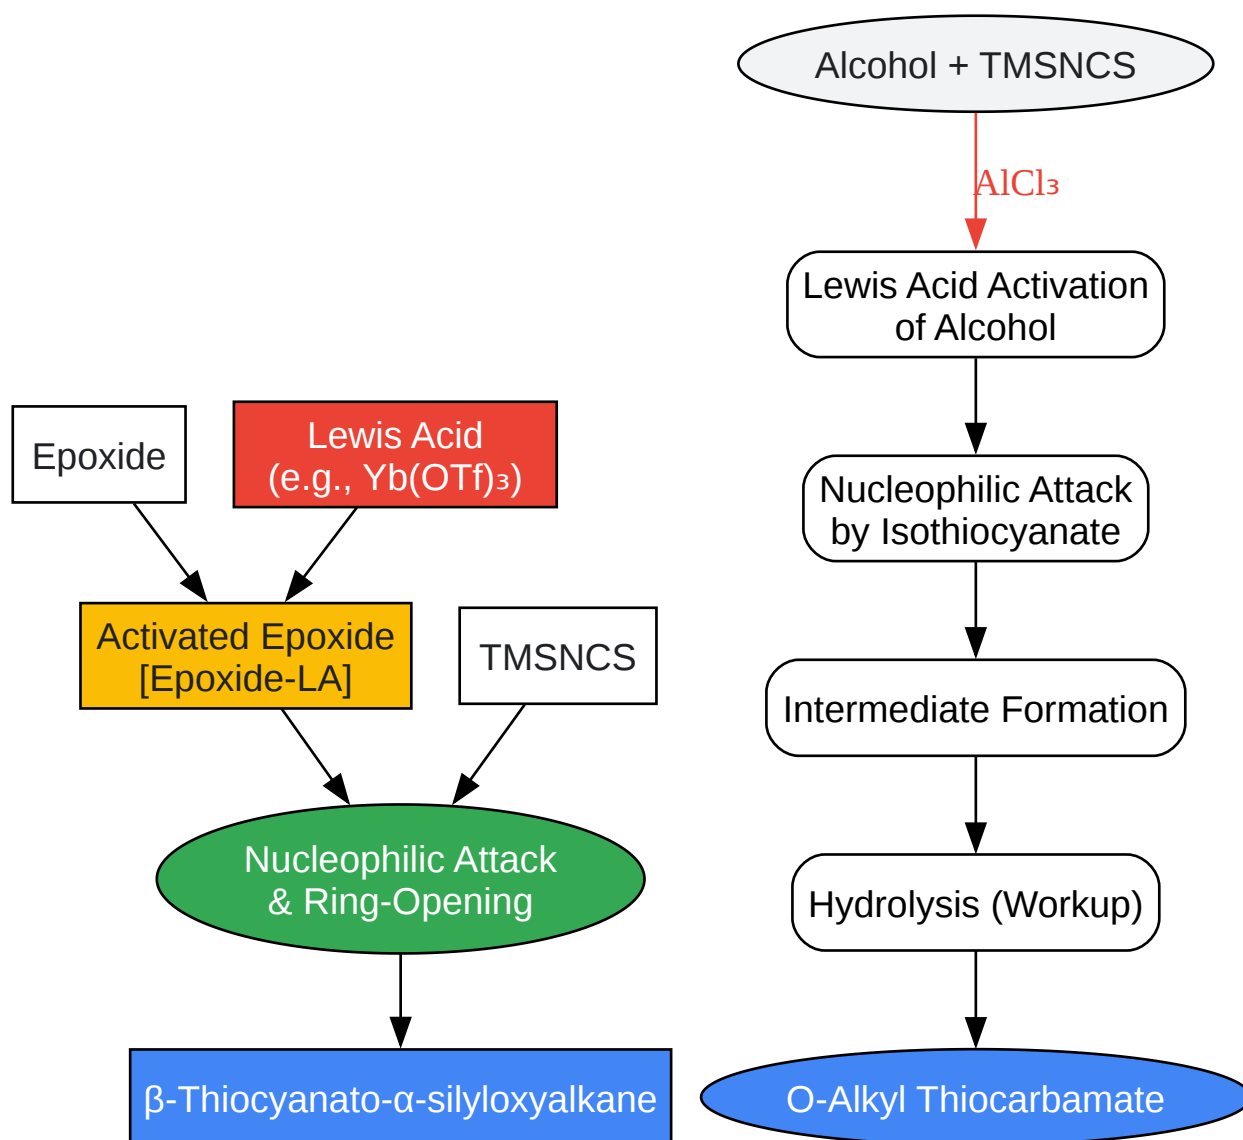 Alcohol + TMSNCS
AlCl₃
Lewis Acid Activation
of Alcohol
Nucleophilic Attack
by Isothiocyanate
Intermediate Formation
Hydrolysis (Workup)
O-Alkyl Thiocarbamate
Epoxide
Lewis Acid
(e.g., Yb(OTf)₃)
Activated Epoxide
[Epoxide-LA]
TMSNCS
Nucleophilic Attack
& Ring-Opening
β-Thiocyanato-α-silyloxyalkane